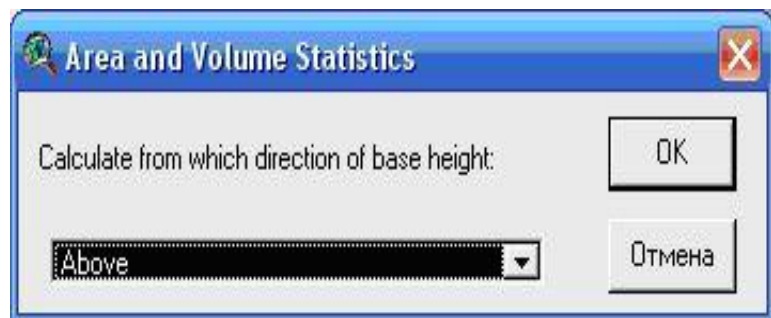 Area and Volume Statistics
Calculate from which direction of base height:
OK
Above
Отмена